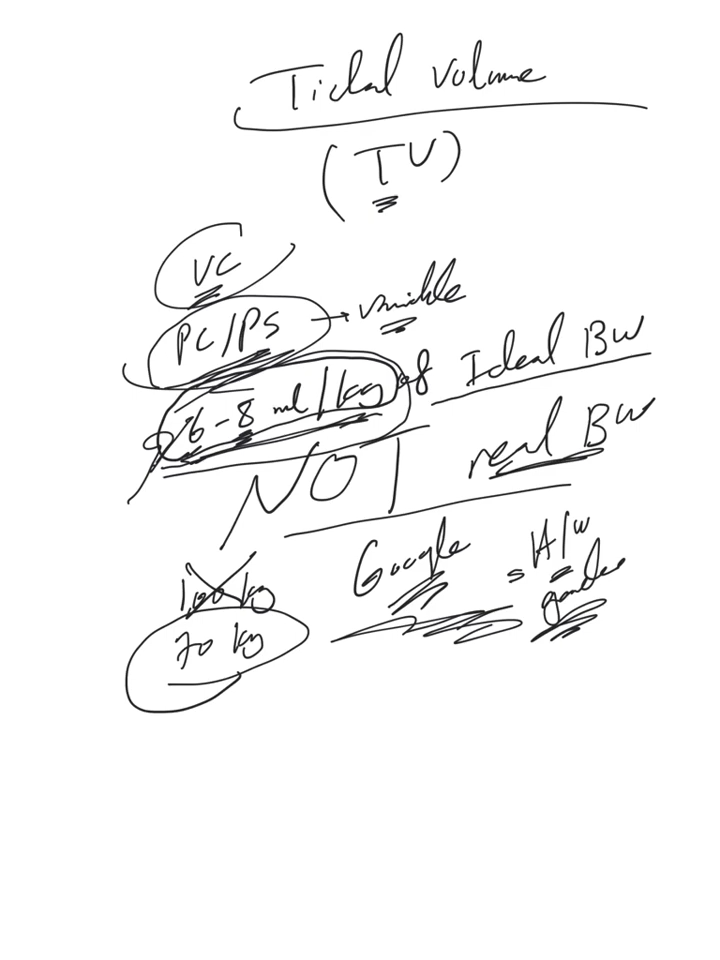 Tidal Volume
(TV)
VC
PC/PS → variable
6-8 ml/kg of Ideal BW
NOT real BW
100 kg Google H/W
gender
70 kg